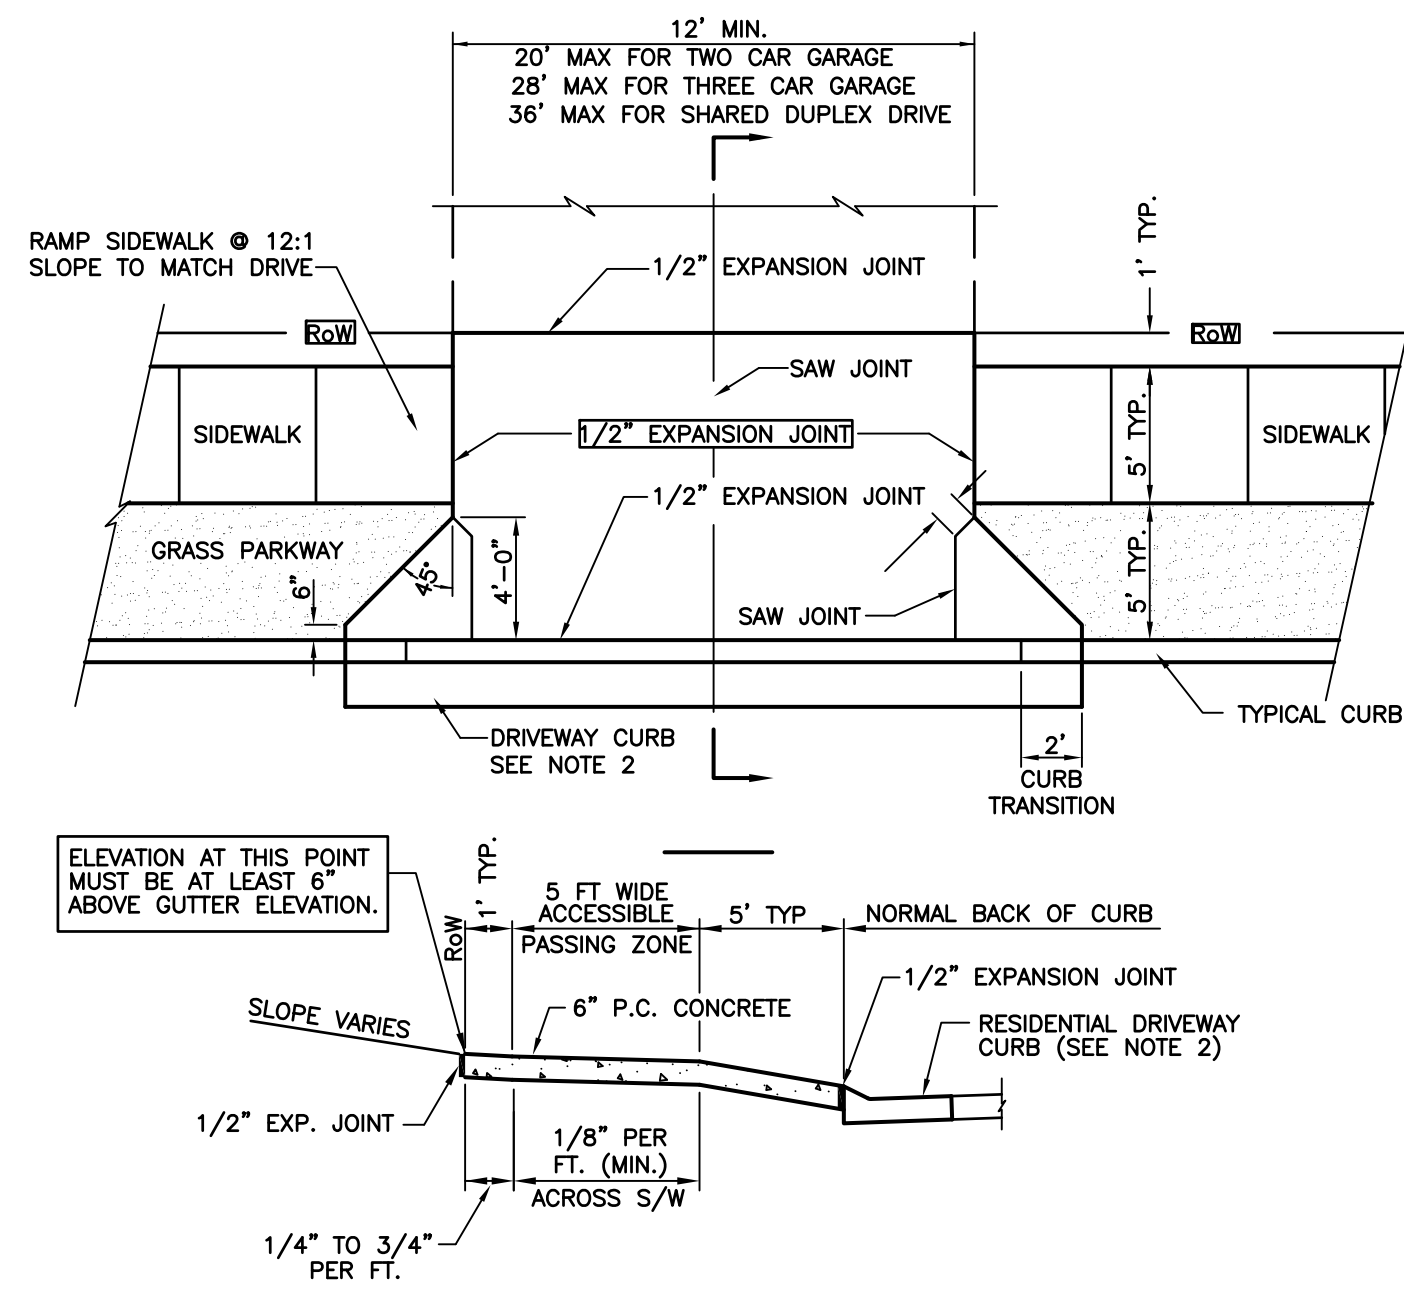 12' MIN.
20' MAX FOR TWO CAR GARAGE
28' MAX FOR THREE CAR GARAGE
36' MAX FOR SHARED DUPLEX DRIVE
RAMP SIDEWALK @ 12:1
SLOPE TO MATCH DRIVE
1/2" EXPANSION JOINT
1' TYP.
RoW
RoW
SAW JOINT
SIDEWALK
1/2" EXPANSION JOINT
5' TYP.
SIDEWALK
1/2" EXPANSION JOINT
GRASS PARKWAY
6"
45°
4'-0"
SAW JOINT
5' TYP.
TYPICAL CURB
DRIVEWAY CURB
SEE NOTE 2
2'
CURB
TRANSITION
ELEVATION AT THIS POINT
MUST BE AT LEAST 6"
ABOVE GUTTER ELEVATION.
RoW
1' TYP.
5 FT WIDE
ACCESSIBLE
PASSING ZONE
5' TYP
NORMAL BACK OF CURB
1/2" EXPANSION JOINT
SLOPE VARIES
6" P.C. CONCRETE
RESIDENTIAL DRIVEWAY
CURB (SEE NOTE 2)
1/2" EXP. JOINT
1/8" PER
FT. (MIN.)
ACROSS S/W
1/4" TO 3/4"
PER FT.